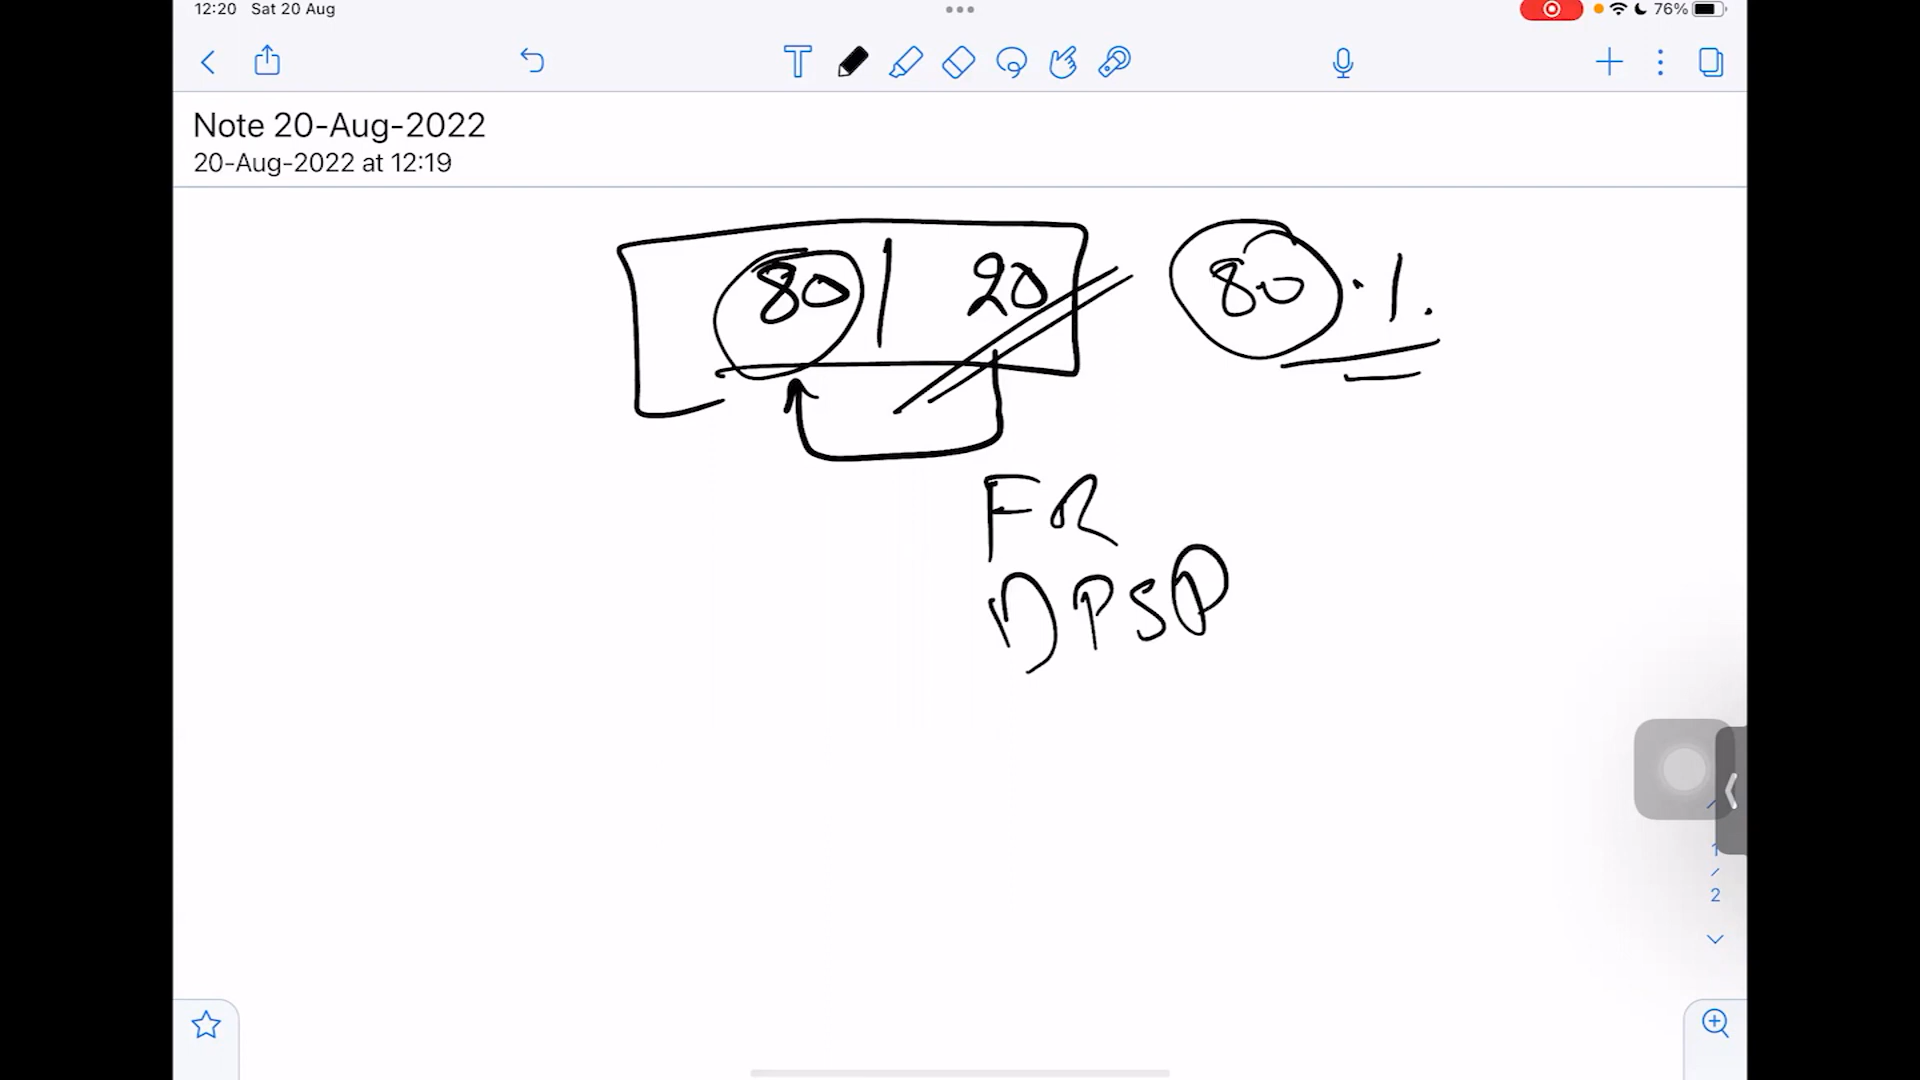 12:20 Sat 20 Aug
76%
T
Note 20-Aug-2022
20-Aug-2022 at 12:19
80 | 20
80 %.
FR
DPSP
1
/
2